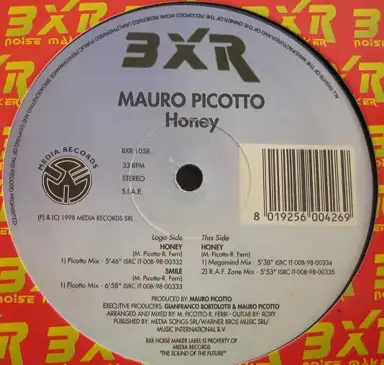 BXR
NOISE MAKER
MAURO PICOTTO
Honey
BXR 1058
33 RPM
STEREO
S.I.A.E.
MEDIA RECORDS
(P) & (C) 1998 MEDIA RECORDS SRL
8 019256 004269
Logo Side
HONEY
(M. Picotto-R. Ferri)
1) Picotto Mix - 5'46" ISRC IT-008-98-00332
SMILE
(M. Picotto-R. Ferri)
1) Picotto Mix - 6'58" ISRC IT-008-98-00333
This Side
HONEY
(M. Picotto-R. Ferri)
1) Megamind Mix - 5'38" ISRC IT-008-98-00334
2) R.A.F. Zone Mix - 5'53" ISRC IT-008-98-00335
PRODUCED BY: MAURO PICOTTO
EXECUTIVE PRODUCERS: GIANFRANCO BORTOLOTTI & MAURO PICOTTO
ARRANGED AND MIXED BY: M. PICOTTO-R. FERRI - GUITAR BY: ROXY
PUBLISHED BY: MEDIA SONGS SRL/WARNER BROS MUSIC SRL/
MUSIC INTERNATIONAL B.V
BXR NOISE MAKER LABEL IS PROPERTY OF
MEDIA RECORDS
"THE SOUND OF THE FUTURE"